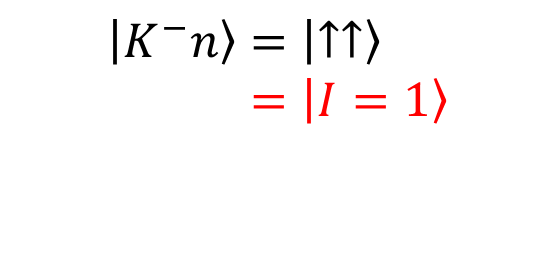 |K⁻n⟩ = |↑↑⟩
= |I = 1⟩